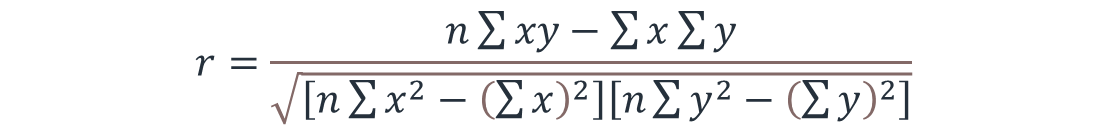 r = n ∑ xy − ∑ x ∑ y / √[n ∑ x² − (∑ x)²][n ∑ y² − (∑ y)²]